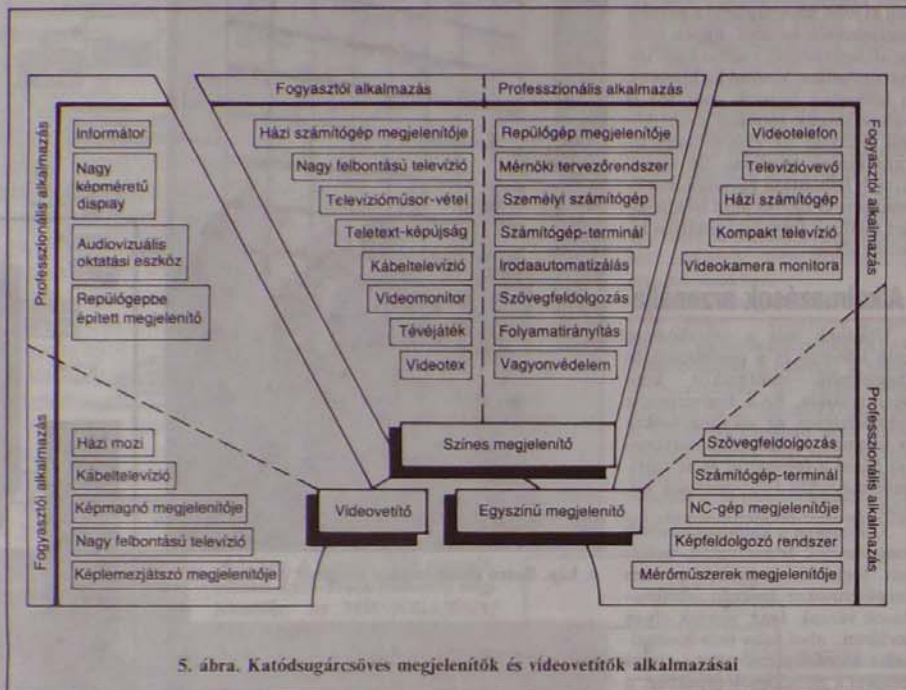 Fogyasztói alkalmazás
Professzionális alkalmazás
Professzionális alkalmazás
Informátor
Nagy
képméretű
display
Audiovizuális
oktatási eszköz
Repülőgépbe
épített megjelenítő
Fogyasztói alkalmazás
Házi mozi
Kábeltelevízió
Képmagnó megjelenítője
Nagy felbontású televízió
Képlemezjátszó megjelenítője
Házi számítógép megjelenítője
Nagy felbontású televízió
Televízióműsor-vétel
Teletext-képújság
Kábeltelevízió
Videomonitor
Tévéjáték
Videotex
Repülőgép megjelenítője
Mérnöki tervezőrendszer
Személyi számítógép
Számítógép-terminál
Irodaautomatizálás
Szövegfeldolgozás
Folyamatirányítás
Vagyonvédelem
Fogyasztói alkalmazás
Videotelefon
Televízióvevő
Házi számítógép
Kompakt televízió
Videokamera monitora
Professzionális alkalmazás
Szövegfeldolgozás
Számítógép-terminál
NC-gép megjelenítője
Képfeldolgozó rendszer
Mérőműszerek megjelenítője
Színes megjelenítő
Videovetítő
Egyszínű megjelenítő
5. ábra. Katódsugárcsöves megjelenítők és videovetítők alkalmazásai